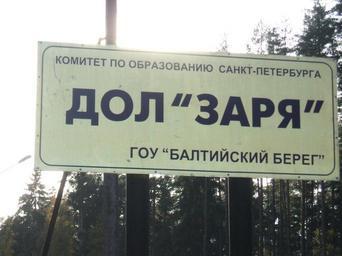 КОМИТЕТ ПО ОБРАЗОВАНИЮ САНКТ-ПЕТЕРБУРГА
ДОЛ "ЗАРЯ"
ГОУ "БАЛТИЙСКИЙ БЕРЕГ"